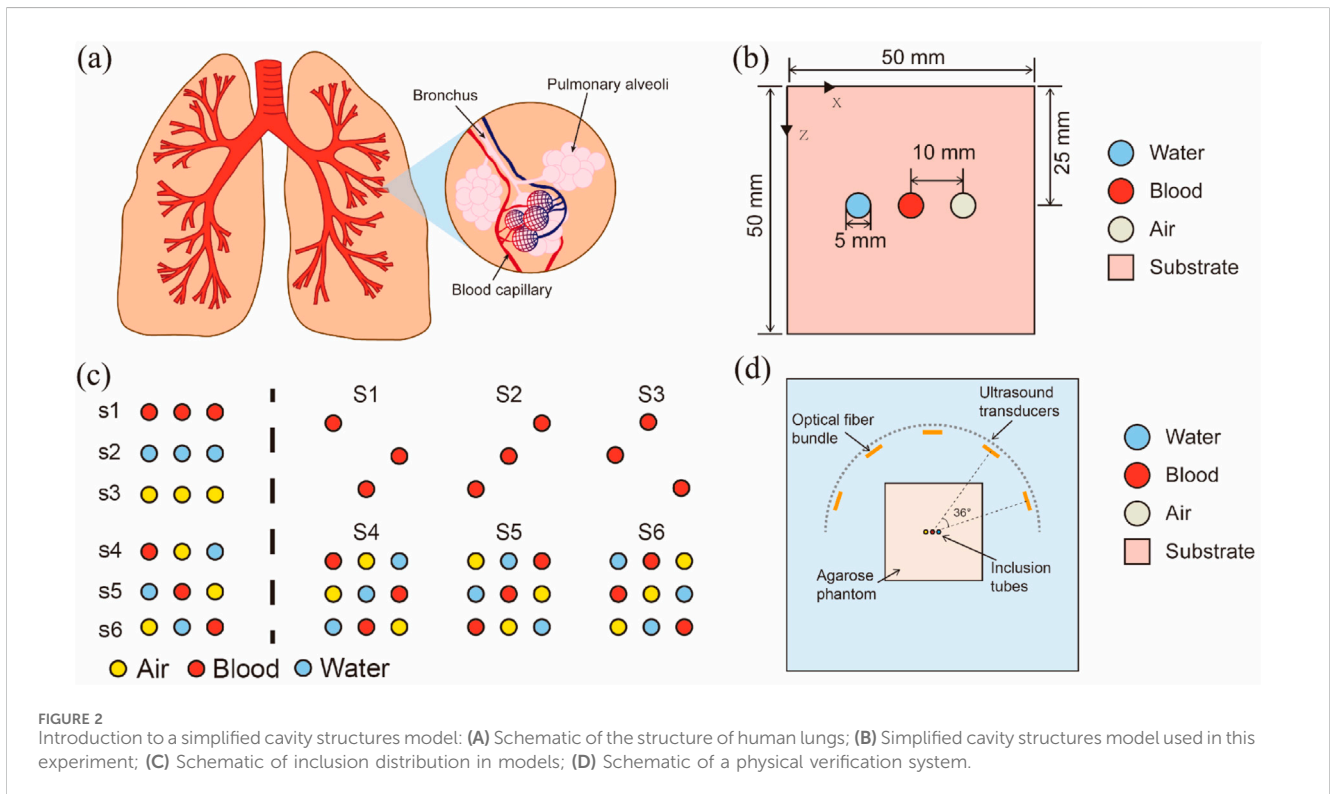 (a)
Bronchus
Pulmonary alveoli
Blood capillary
(b)
50 mm
X
Z
50 mm
25 mm
10 mm
5 mm
Water
Blood
Air
Substrate
(c)
s1
s2
s3
s4
s5
s6
S1 S2 S3
S4 S5 S6
Air Blood Water
(d)
Optical fiber
bundle
Ultrasound
transducers
36°
Agarose
phantom
Inclusion
tubes
Water
Blood
Air
Substrate
FIGURE 2
Introduction to a simplified cavity structures model: (A) Schematic of the structure of human lungs; (B) Simplified cavity structures model used in this
experiment; (C) Schematic of inclusion distribution in models; (D) Schematic of a physical verification system.